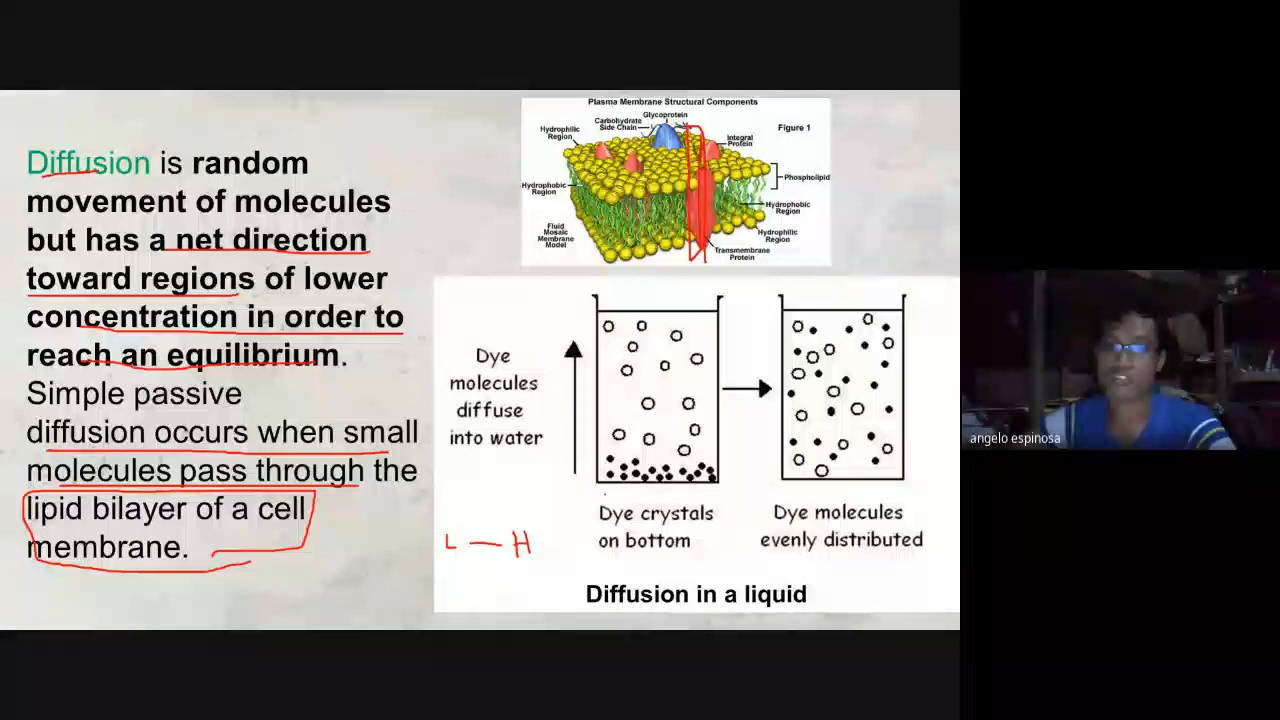 Diffusion is random
movement of molecules
but has a net direction
toward regions of lower
concentration in order to
reach an equilibrium.
Simple passive
diffusion occurs when small
molecules pass through the
lipid bilayer of a cell
membrane.
Plasma Membrane Structural Components
Glycoprotein
Carbohydrate
Side Chain
Figure 1
Hydrophilic
Region
Integral
Protein
Phospholipid
Hydrophobic
Region
Hydrophobic
Region
Fluid
Mosaic
Membrane
Model
Hydrophilic
Region
Transmembrane
Protein
Dye
molecules
diffuse
into water
Dye crystals
on bottom
Dye molecules
evenly distributed
L — H
Diffusion in a liquid
angelo espinosa